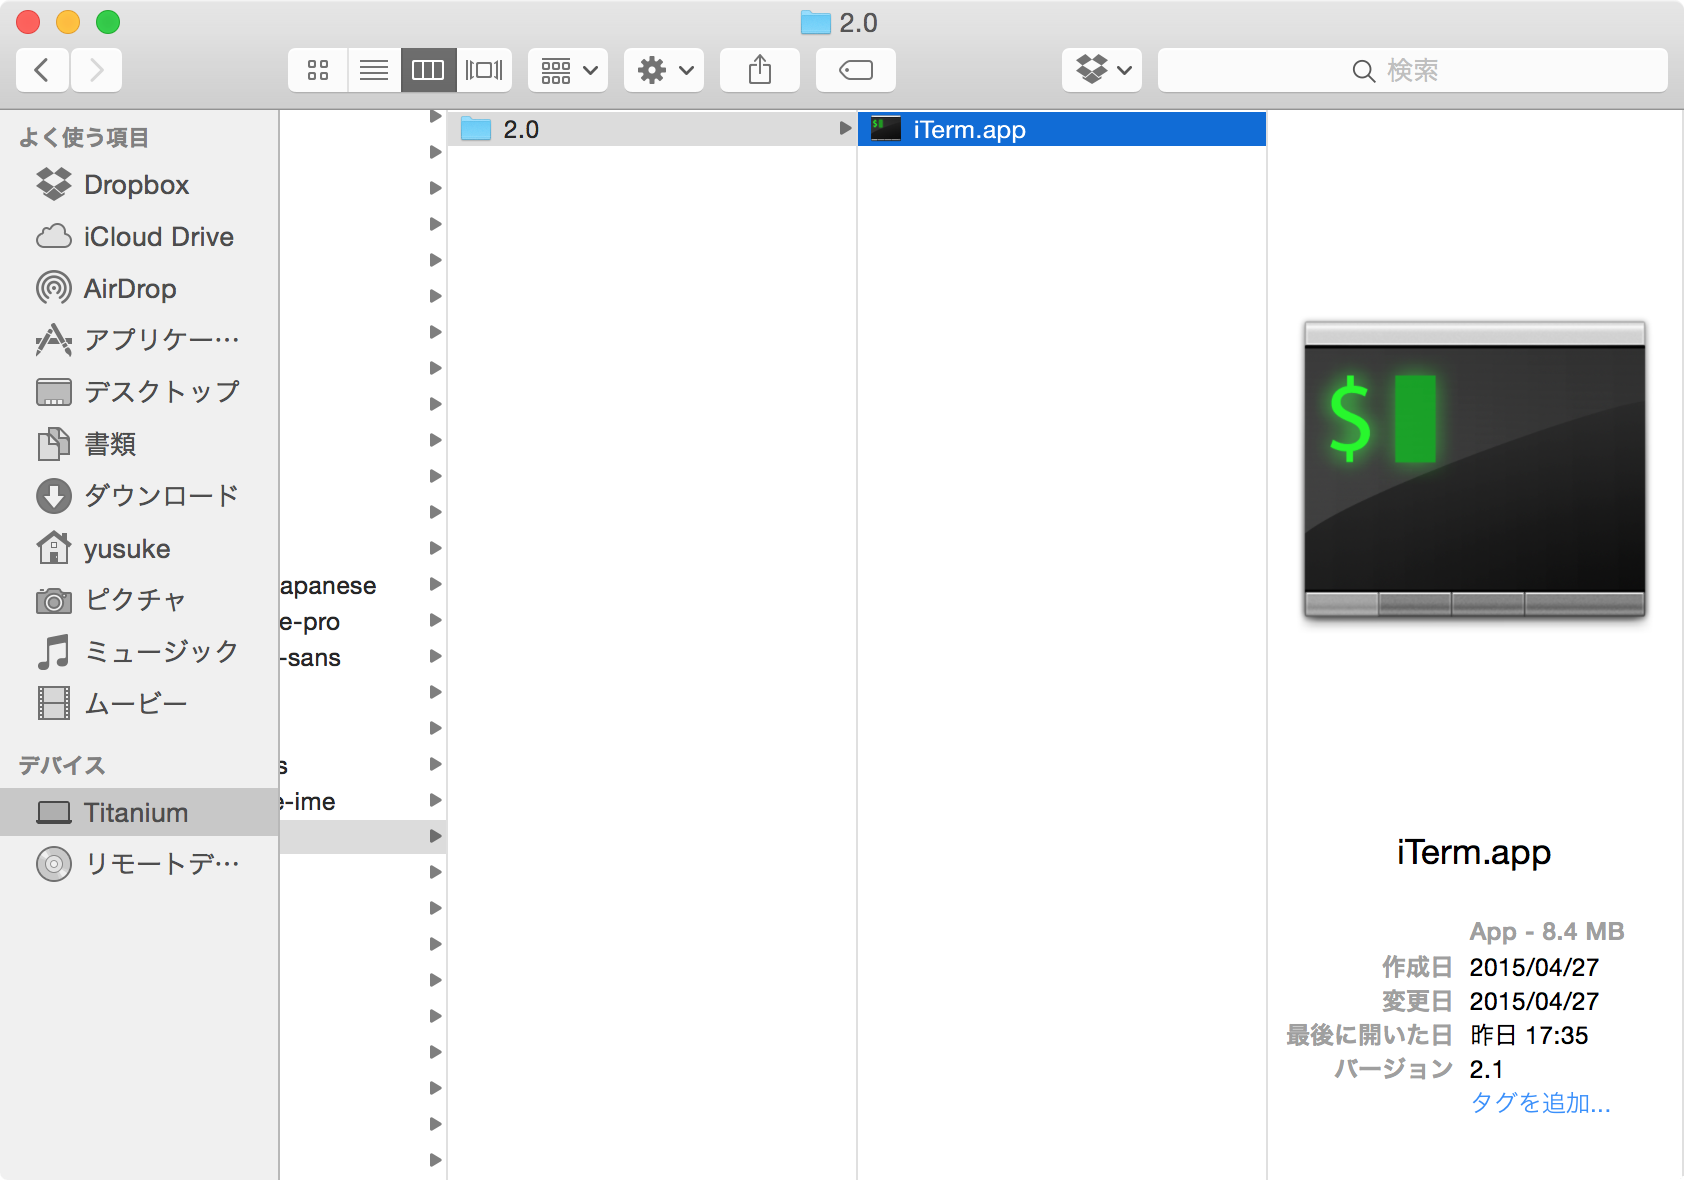 2.0
検索
よく使う項目
Dropbox
iCloud Drive
AirDrop
アプリケー…
デスクトップ
書類
ダウンロード
yusuke
ピクチャ
ミュージック
ムービー
デバイス
Titanium
リモートデ…
apanese
e-pro
-sans
s
e-ime
2.0
iTerm.app
$
iTerm.app
App - 8.4 MB
作成日 2015/04/27
変更日 2015/04/27
最後に開いた日 昨日 17:35
バージョン 2.1
タグを追加...